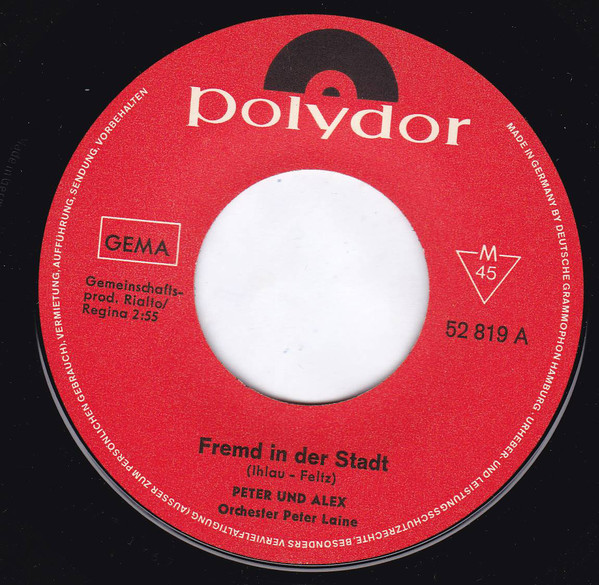 polydor
MADE IN GERMANY BY DEUTSCHE GRAMMOPHON HAMBURG · URHEBER- UND LEISTUNGSSCHUTZRECHTE, BESONDERS VERVIELFÄLTIGUNG (AUSSER ZUM PERSÖNLICHEN GEBRAUCH), VERMIETUNG, AUFFÜHRUNG, SENDUNG, VORBEHALTEN
GEMA
Gemeinschafts-
prod. Rialto/
Regina 2:55
M
45
52 819 A
Fremd in der Stadt
(Ihlau - Feltz)
PETER UND ALEX
Orchester Peter Laine